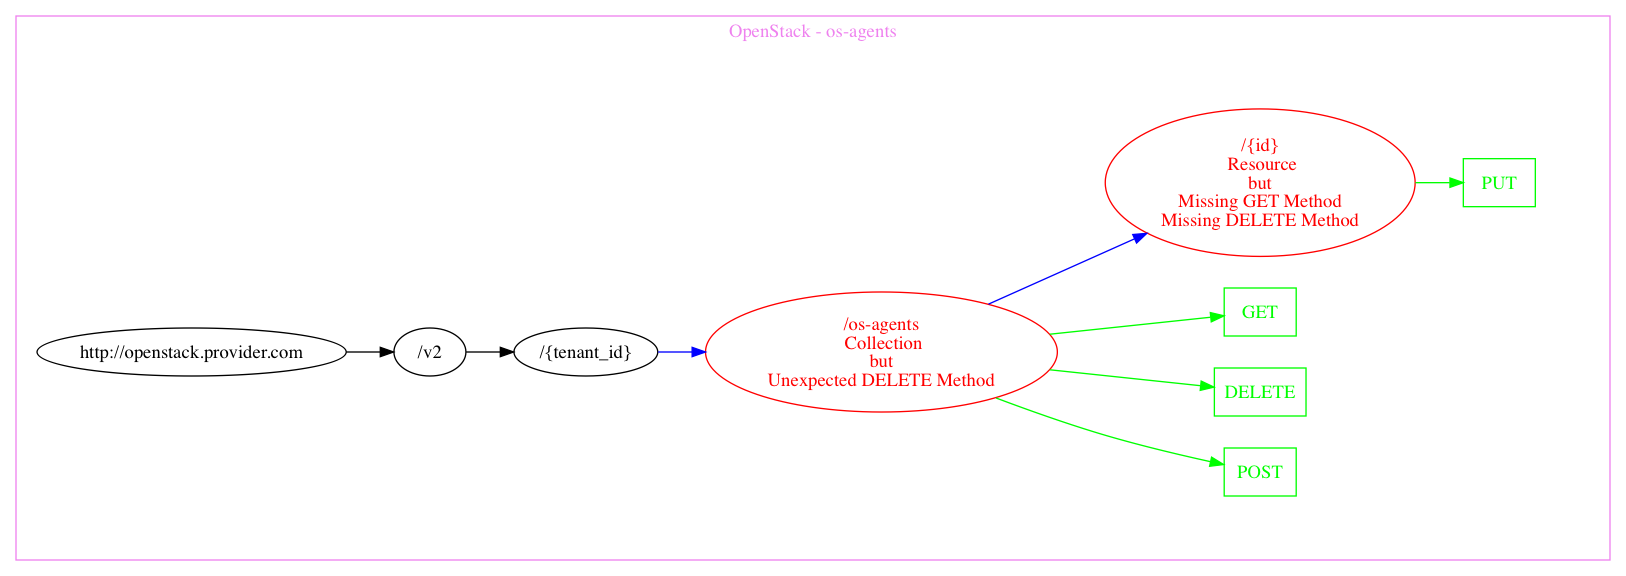 OpenStack - os-agents
/{id}
Resource
but
Missing GET Method
Missing DELETE Method
PUT
GET
http://openstack.provider.com
/v2
/{tenant_id}
/os-agents
Collection
but
Unexpected DELETE Method
DELETE
POST